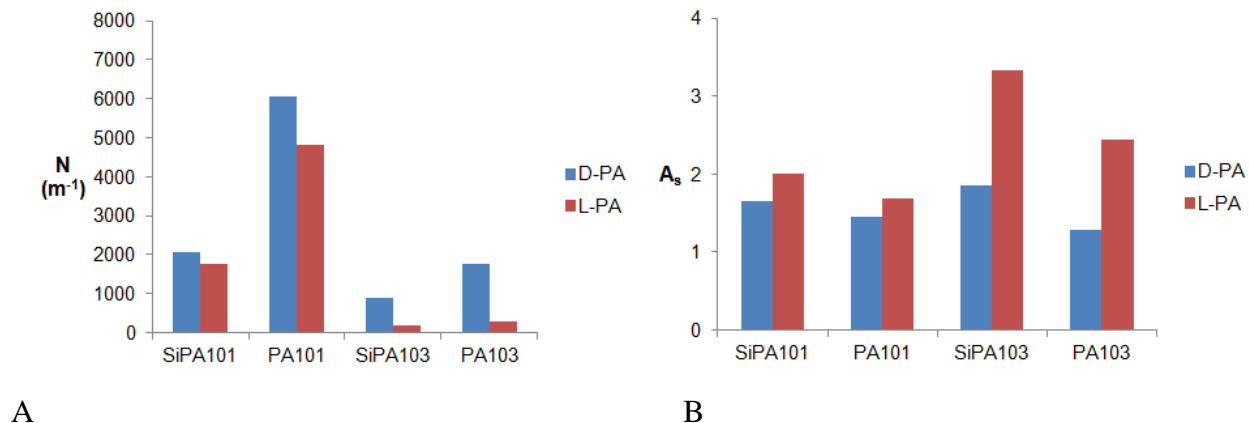 8000
7000
6000
5000
4000
3000
2000
1000
0
N
(m⁻¹)
SiPA101 PA101 SiPA103 PA103
D-PA
L-PA
A
4
3
2
1
0
Aₛ
SiPA101 PA101 SiPA103 PA103
D-PA
L-PA
B